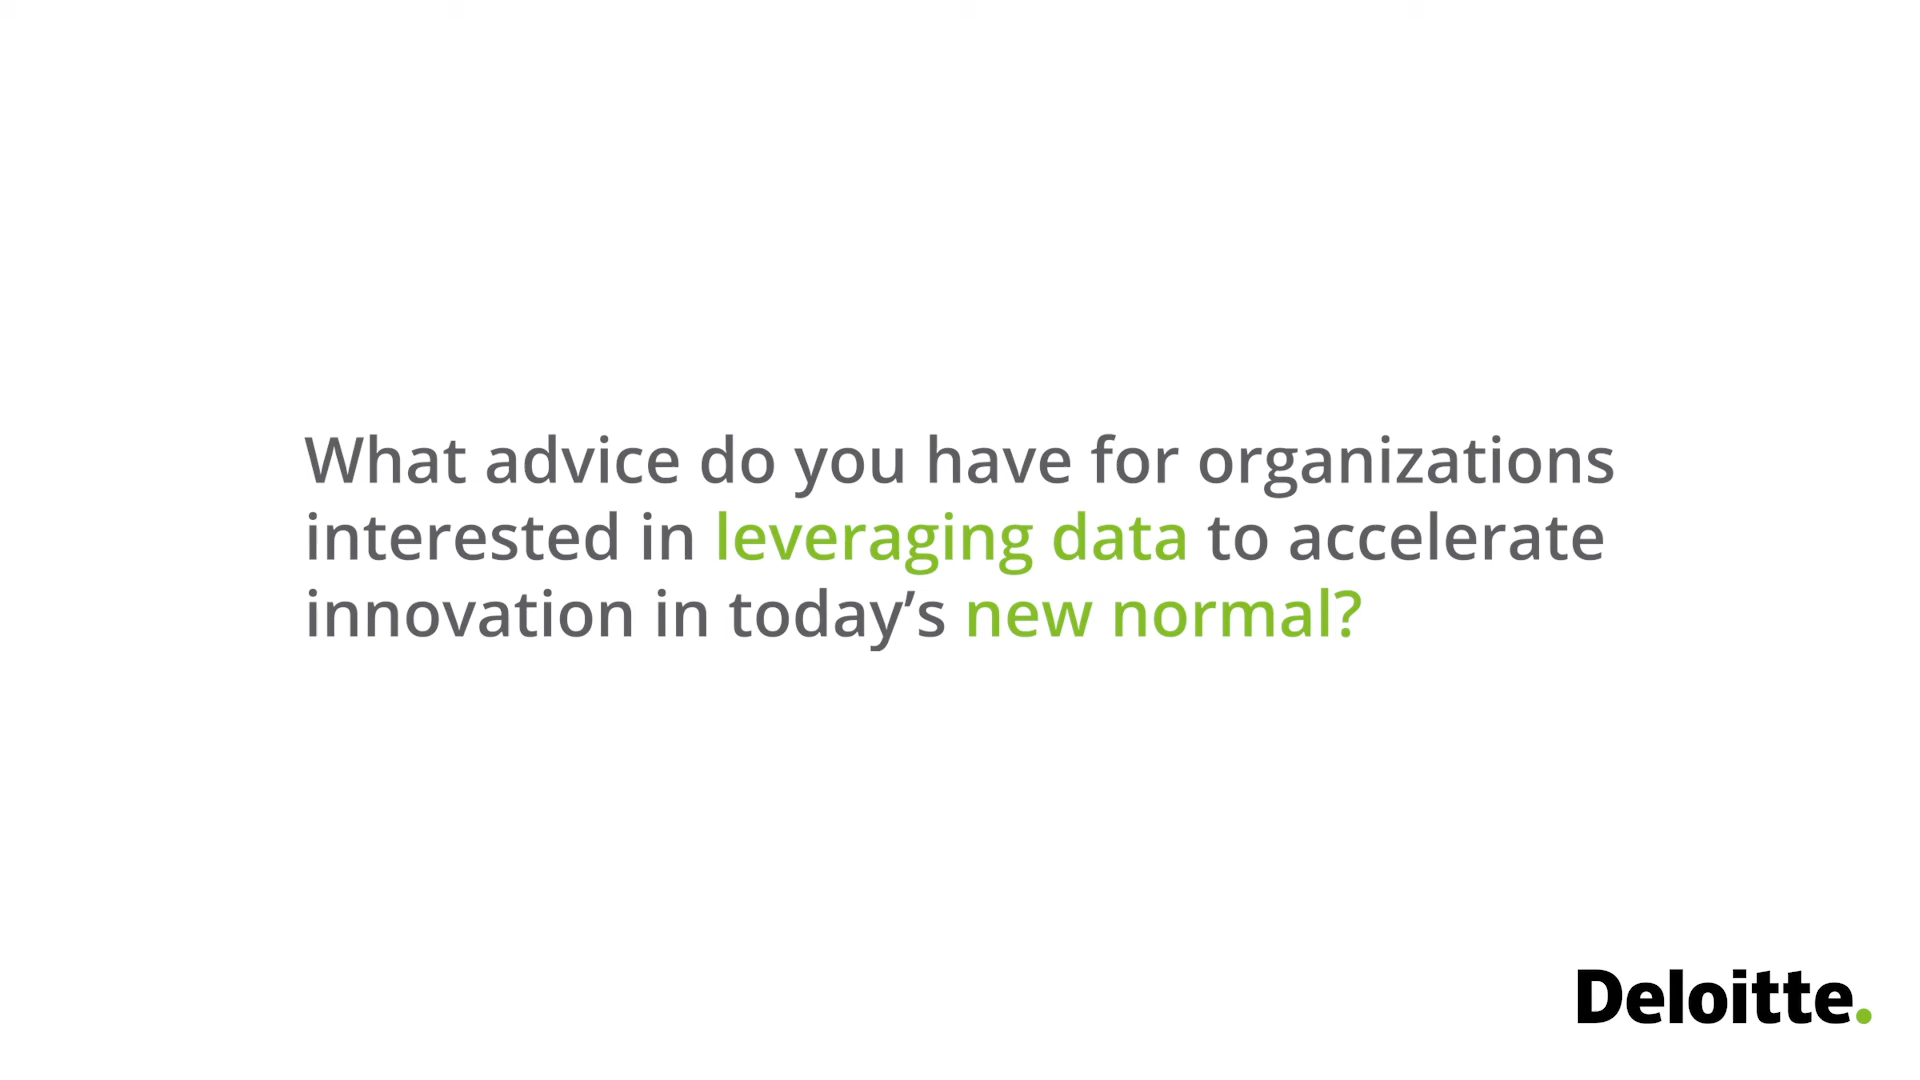 What advice do you have for organizations
interested in leveraging data to accelerate
innovation in today’s new normal?
Deloitte.